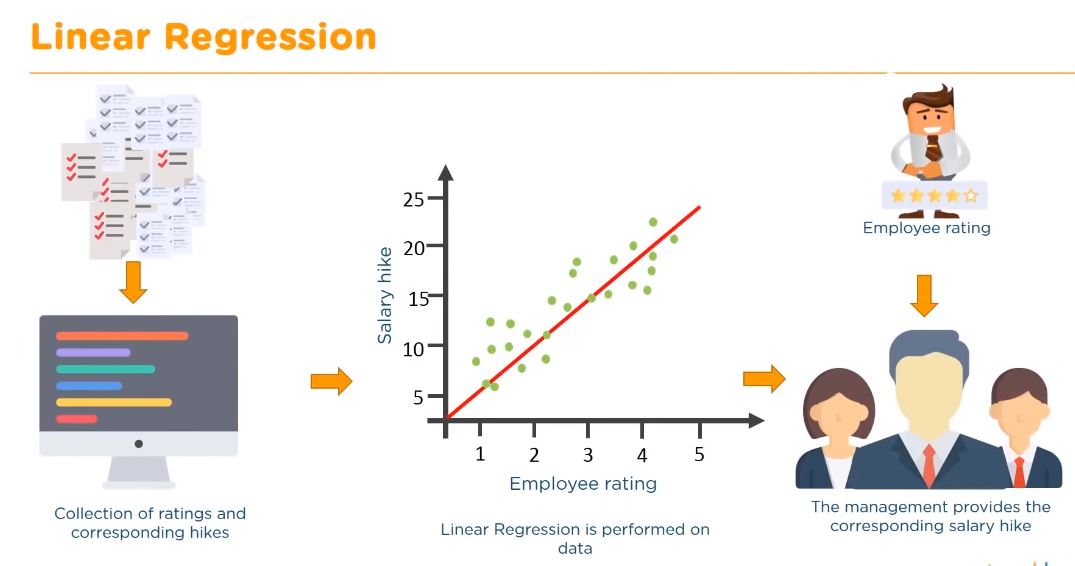 Linear Regression
Collection of ratings and
corresponding hikes
Salary hike
25
20
15
10
5
1 2 3 4 5
Employee rating
Linear Regression is performed on
data
Employee rating
The management provides the
corresponding salary hike